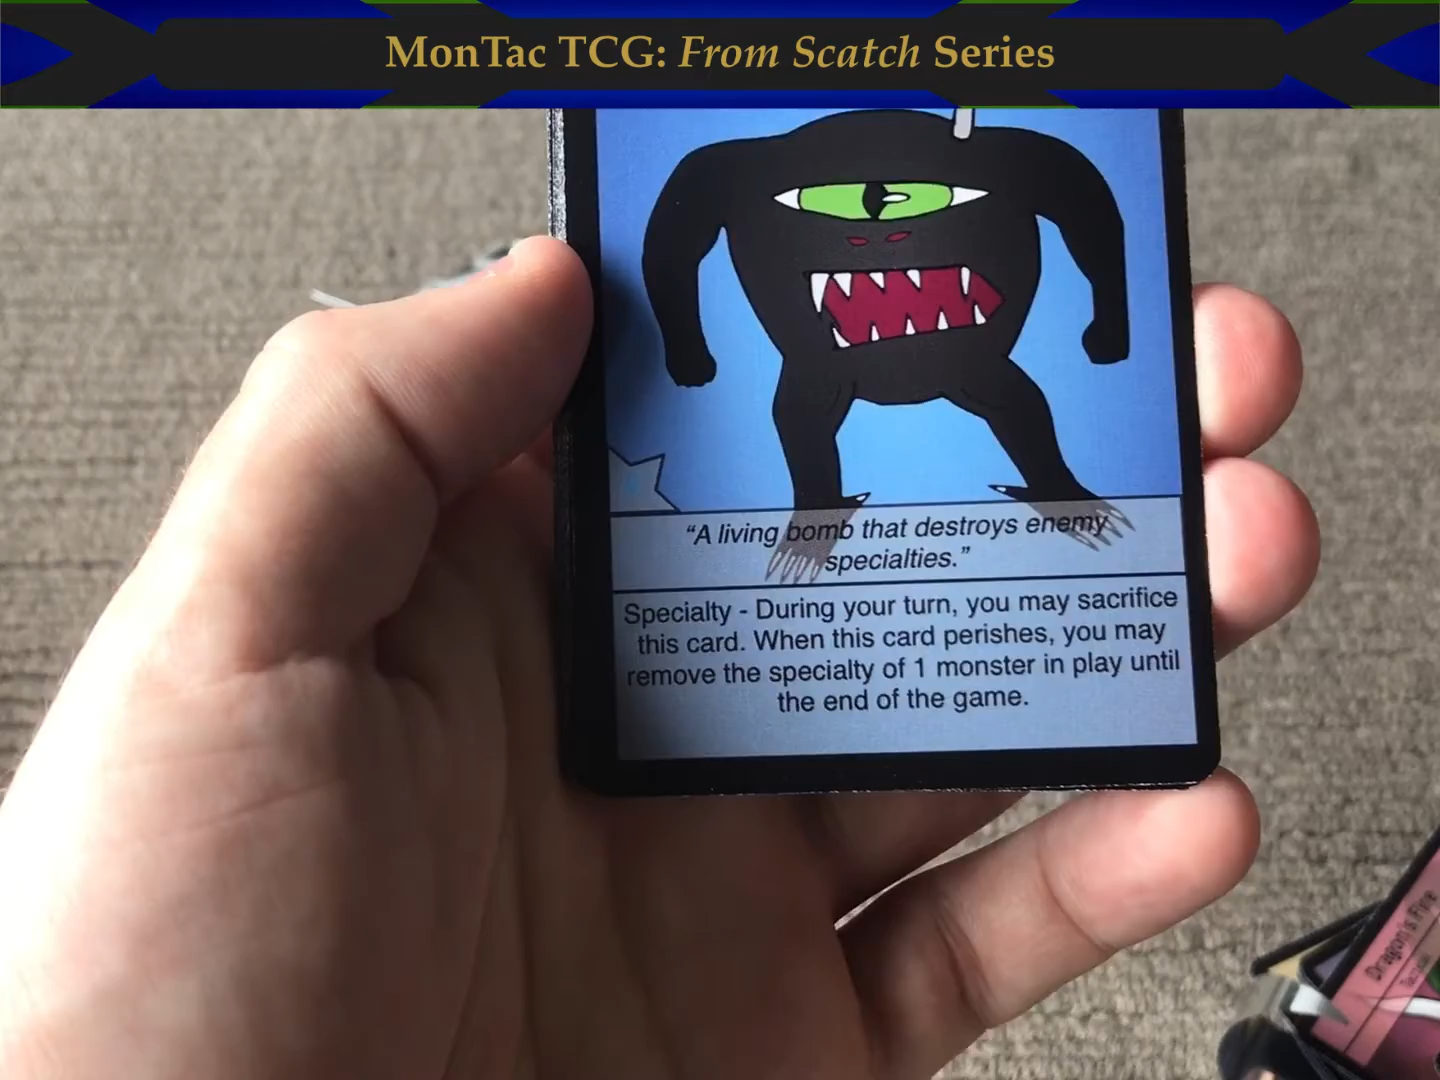 MonTac TCG: From Scatch Series
“A living bomb that destroys enemy
specialties.”
Specialty - During your turn, you may sacrifice
this card. When this card perishes, you may
remove the specialty of 1 monster in play until
the end of the game.
Dragon's Fire